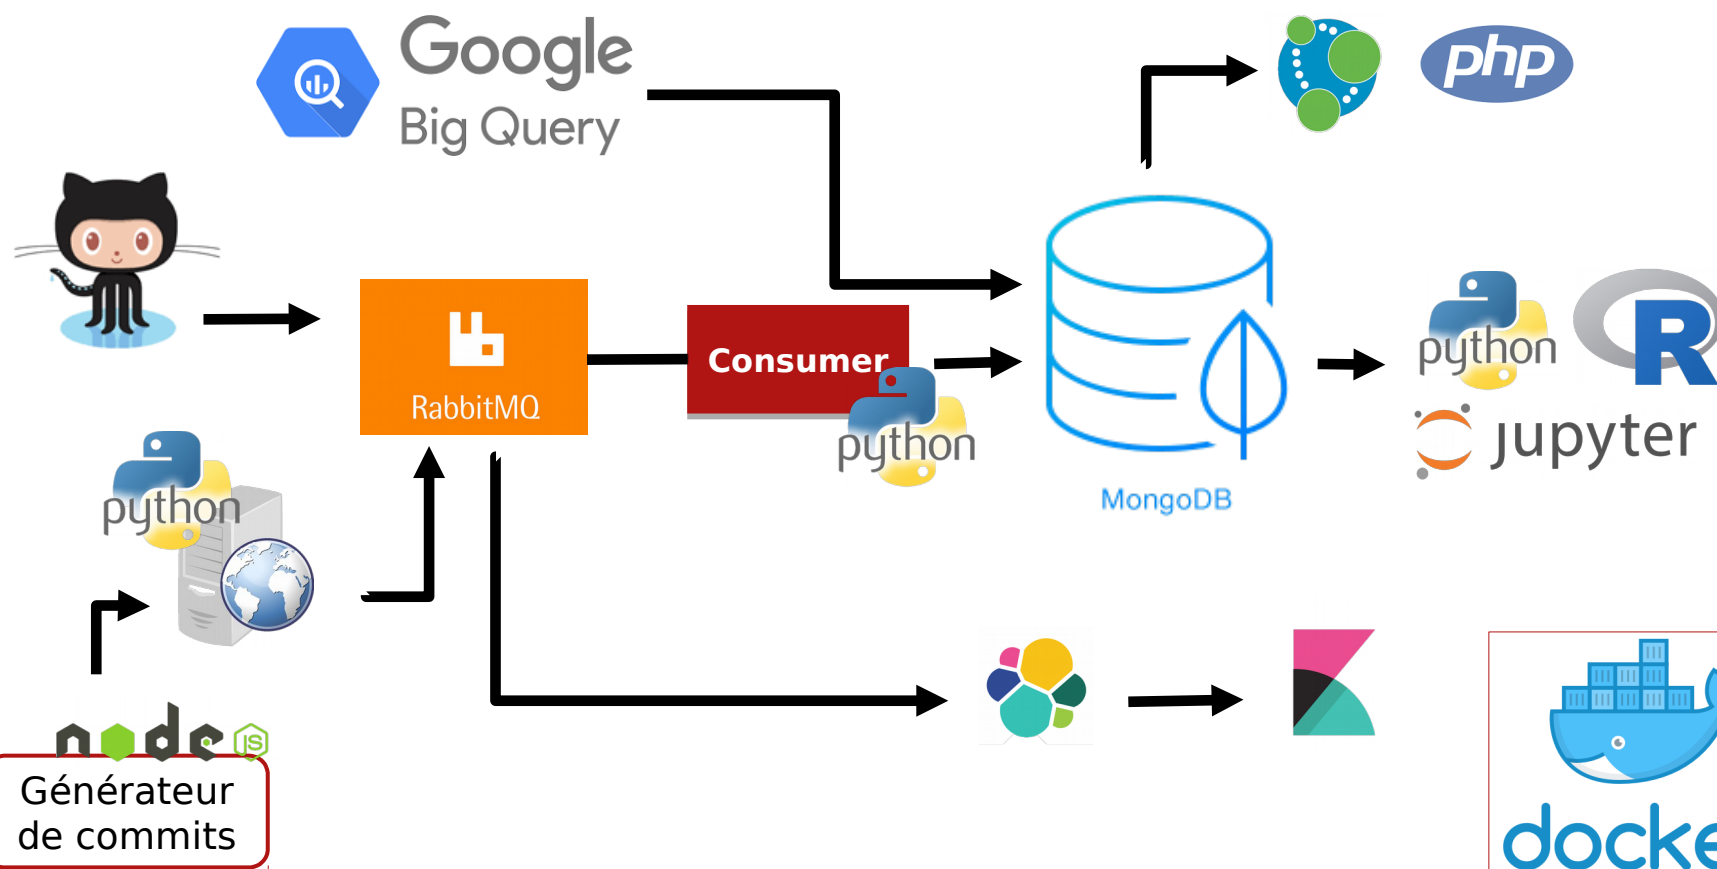 Google
Big Query
php
RabbitMQ
Consumer
python
MongoDB
python
R
jupyter
python
node
JS
Générateur
de commits
docke